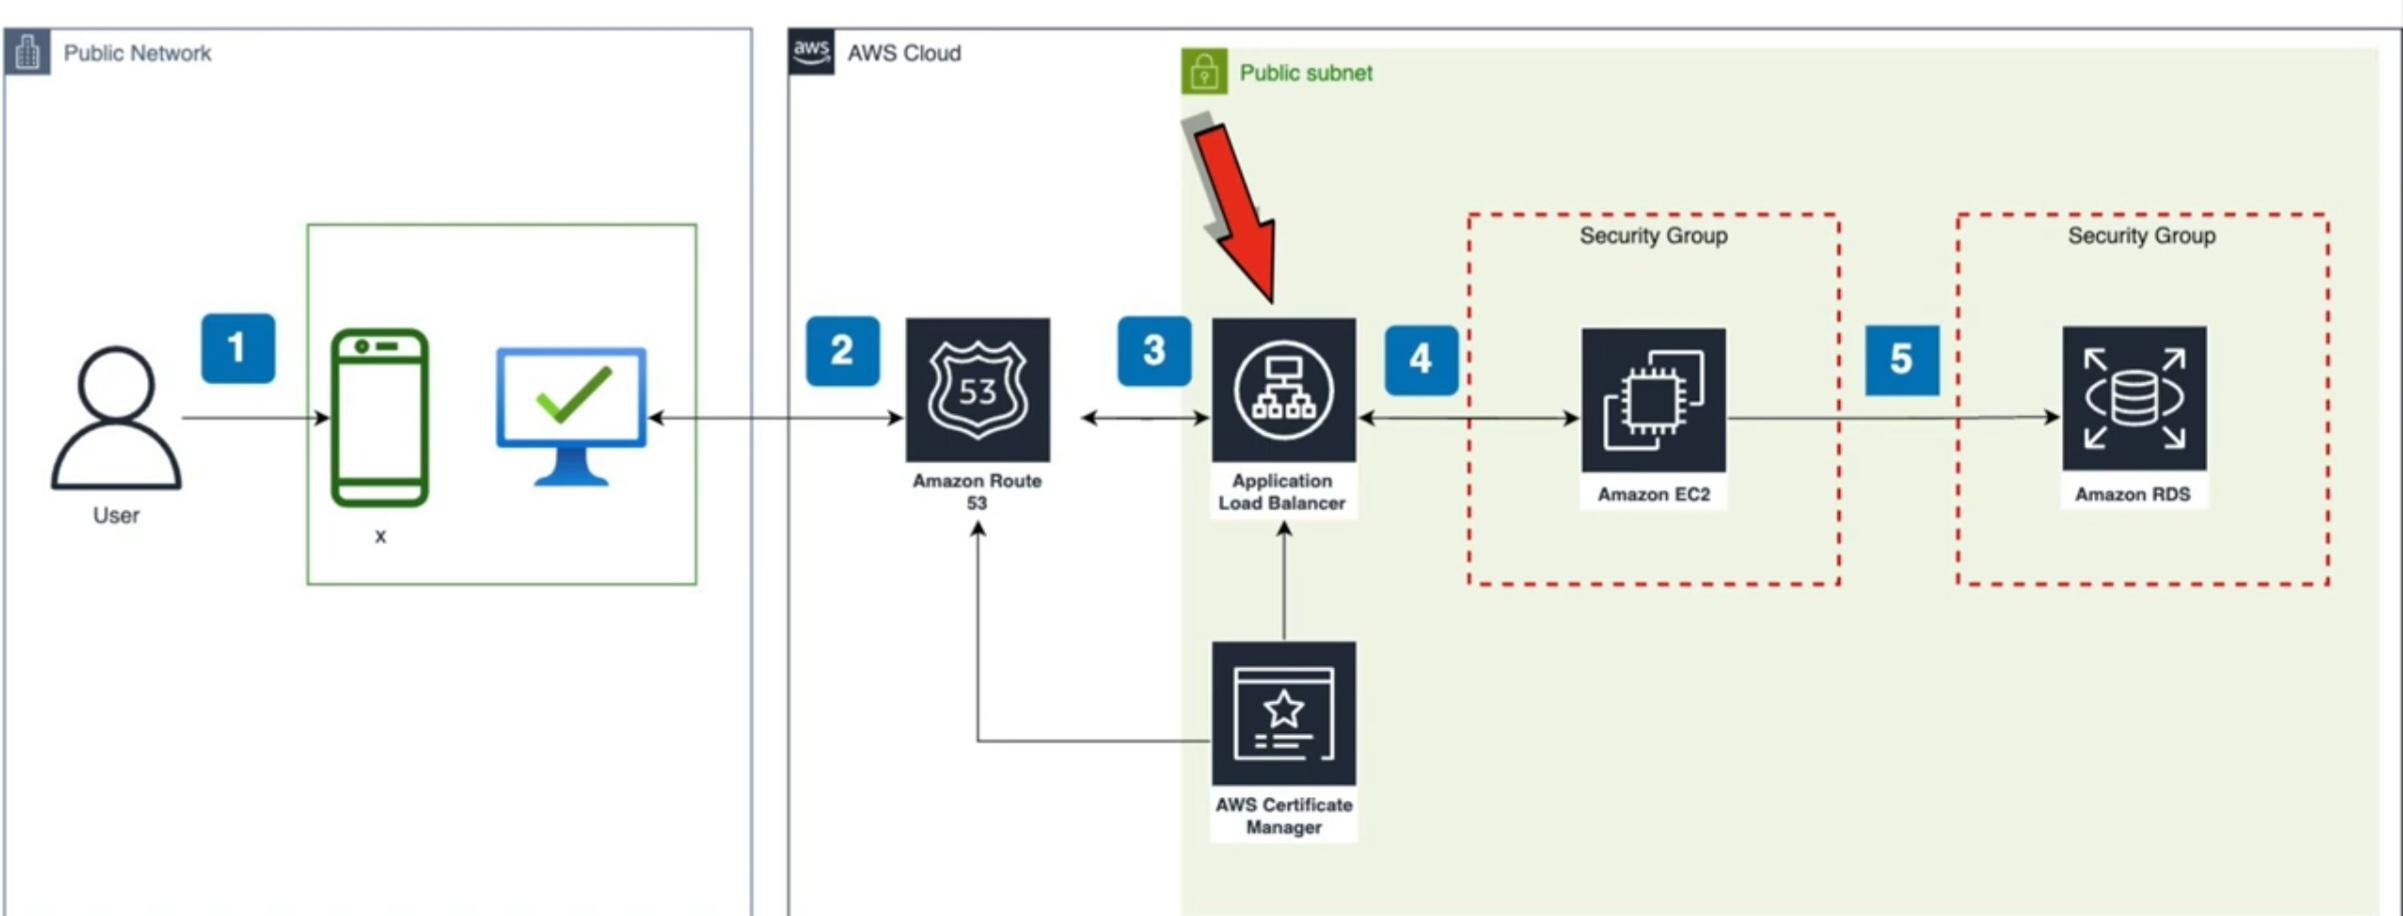 Public Network
aws
AWS Cloud
Public subnet
Security Group
Security Group
1
2
3
4
5
53
User
x
Amazon Route
53
Application
Load Balancer
Amazon EC2
Amazon RDS
AWS Certificate
Manager